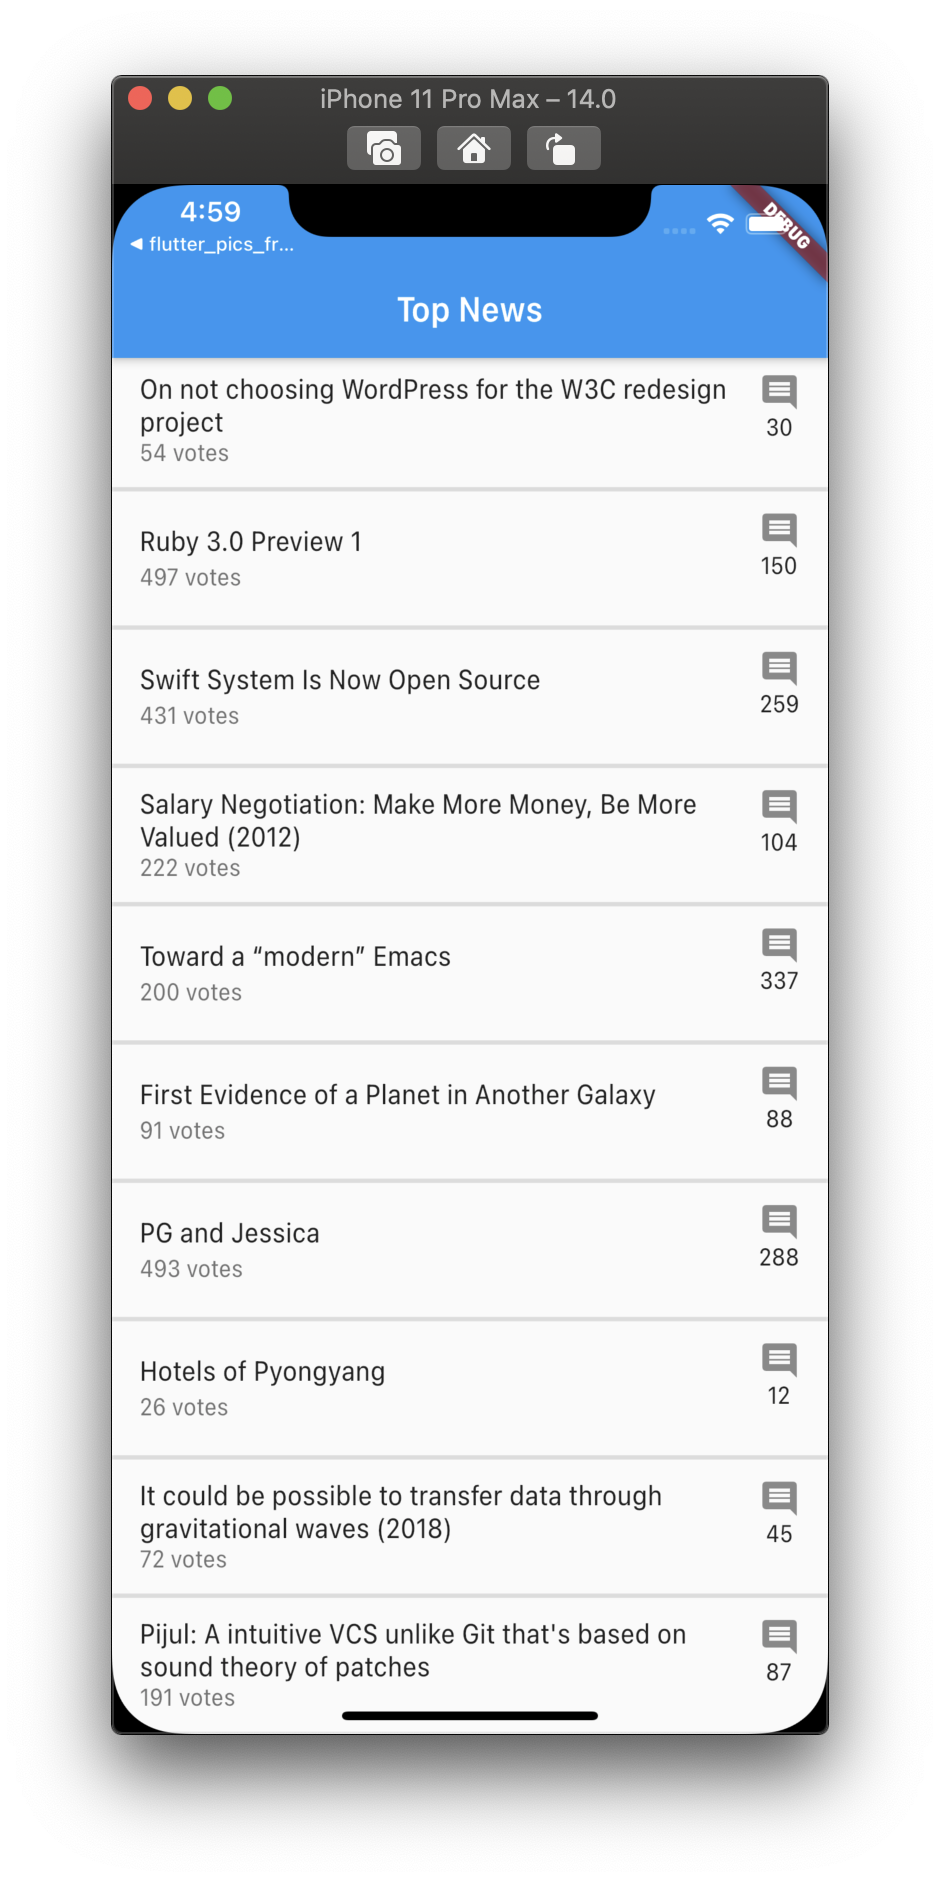 iPhone 11 Pro Max – 14.0
4:59
DEBUG
◀ flutter_pics_fr...
Top News
On not choosing WordPress for the W3C redesign
project
54 votes
30
Ruby 3.0 Preview 1
497 votes
150
Swift System Is Now Open Source
431 votes
259
Salary Negotiation: Make More Money, Be More
Valued (2012)
222 votes
104
Toward a “modern” Emacs
200 votes
337
First Evidence of a Planet in Another Galaxy
91 votes
88
PG and Jessica
493 votes
288
Hotels of Pyongyang
26 votes
12
It could be possible to transfer data through
gravitational waves (2018)
72 votes
45
Pijul: A intuitive VCS unlike Git that's based on
sound theory of patches
191 votes
87